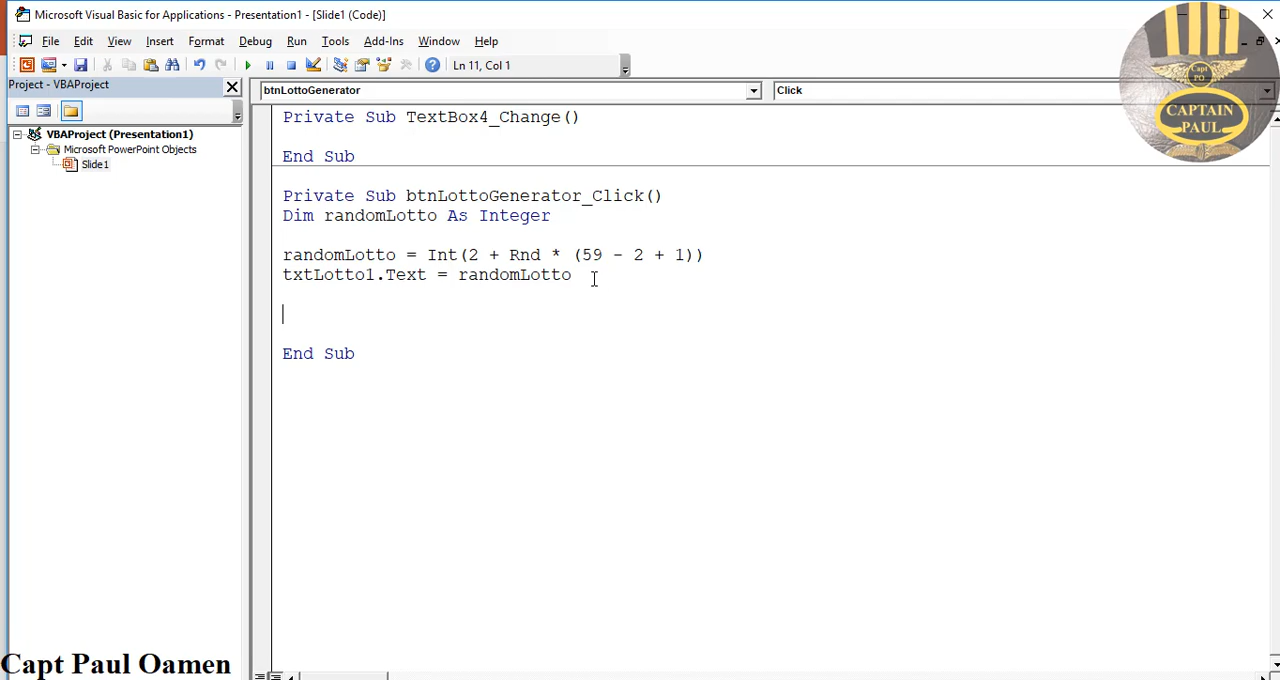 Microsoft Visual Basic for Applications - Presentation1 - [Slide1 (Code)]
File Edit View Insert Format Debug Run Tools Add-Ins Window Help
Ln 11, Col 1
Project - VBAProject
btnLottoGenerator
Click
VBAProject (Presentation1)
Microsoft PowerPoint Objects
Slide1
Private Sub TextBox4_Change()
End Sub
Private Sub btnLottoGenerator_Click()
Dim randomLotto As Integer
randomLotto = Int(2 + Rnd * (59 - 2 + 1))
txtLotto1.Text = randomLotto
End Sub
Capt
PO
CAPTAIN
PAUL
Capt Paul Oamen